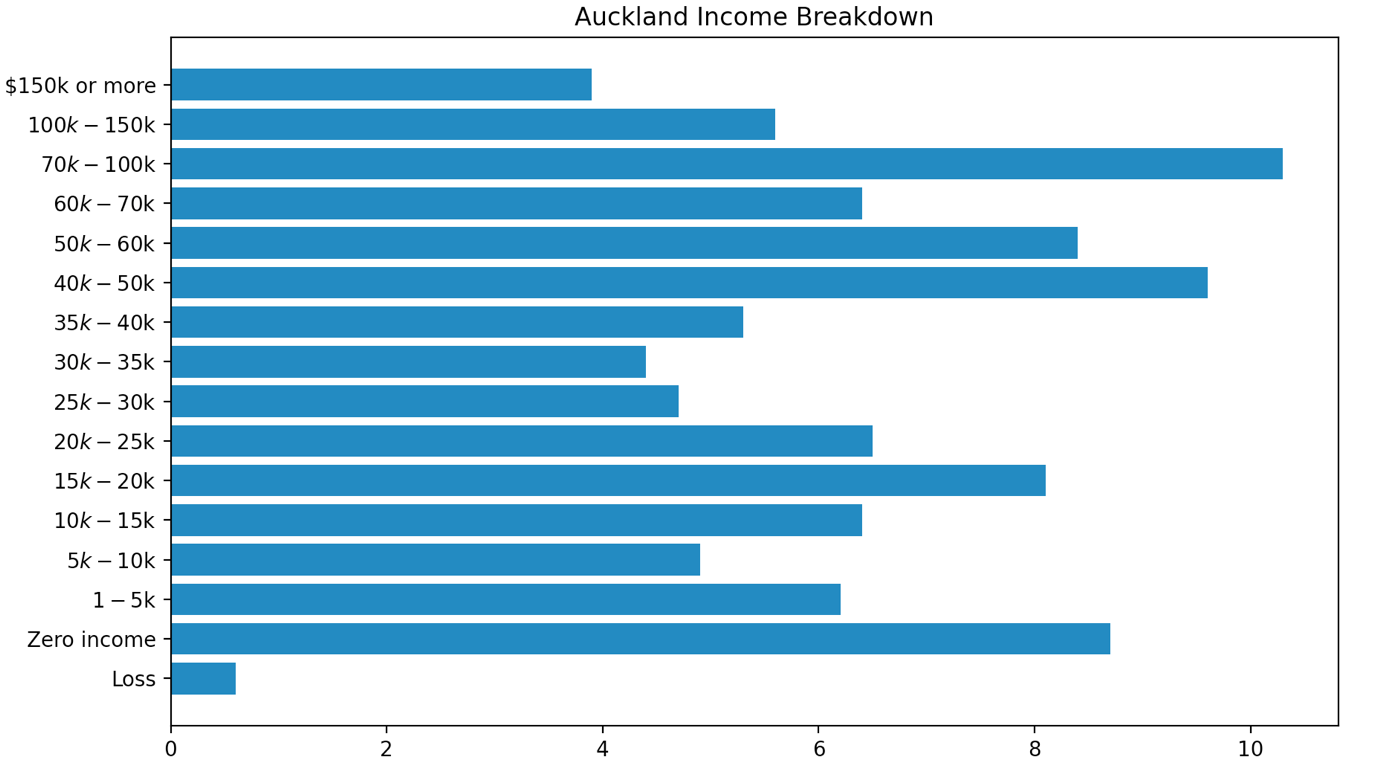 Auckland Income Breakdown
$150k or more
100k − 150k
70k − 100k
60k − 70k
50k − 60k
40k − 50k
35k − 40k
30k − 35k
25k − 30k
20k − 25k
15k − 20k
10k − 15k
5k − 10k
1 − 5k
Zero income
Loss
0 2 4 6 8 10